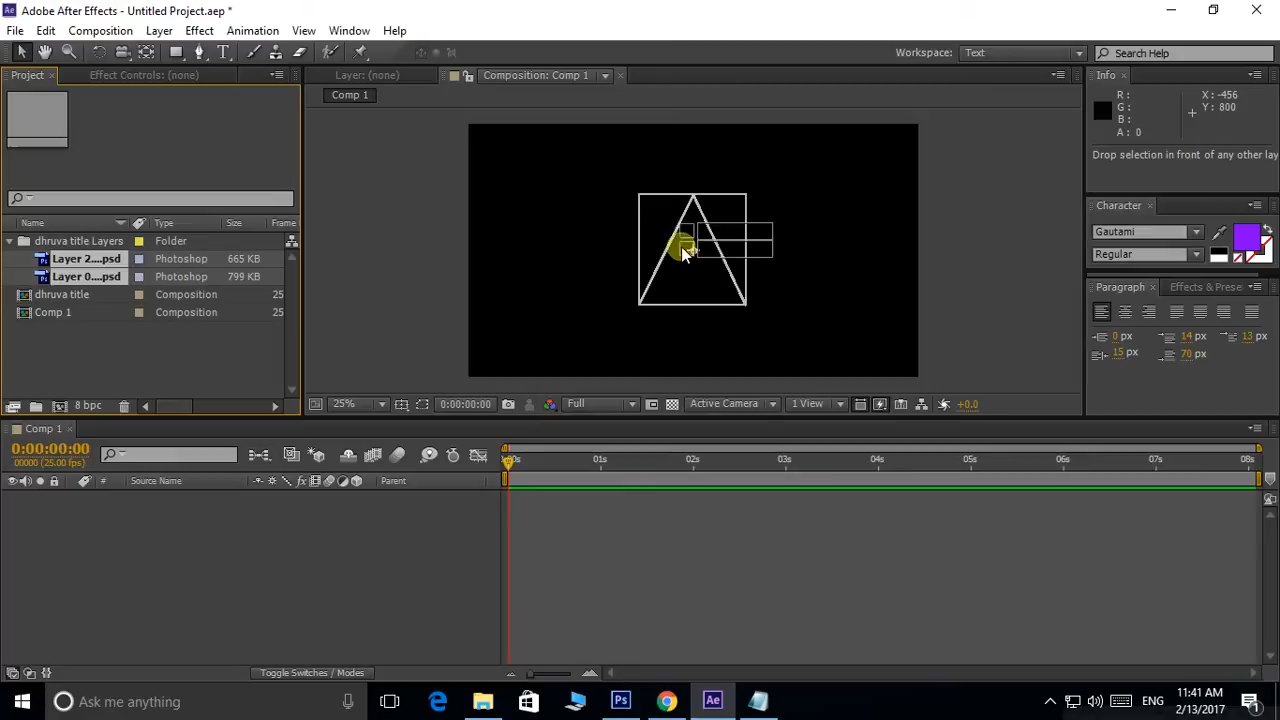 Ae Adobe After Effects - Untitled Project.aep *
File Edit Composition Layer Effect Animation View Window Help
Workspace: Text Search Help
Project Effect Controls: (none) Layer: (none) Composition: Comp 1 Info
Comp 1
R :
G :
B :
A : 0
X : -456
Y : 800
Drop selection in front of any other lay
Name Type Size Frame
dhruva title Layers Folder
Layer 2....psd Photoshop 665 KB
Layer 0....psd Photoshop 799 KB
dhruva title Composition 25
Comp 1 Composition 25
Character
Gautami
Regular
Paragraph Effects & Prese
0 px 14 px 13 px
15 px 70 px
8 bpc 25% 0:00:00:00 Full Active Camera 1 View +0.0
Comp 1
0:00:00:00
00000 (25.00 fps)
01s 02s 03s 04s 05s 06s 07s 08s
# Source Name Parent
Toggle Switches / Modes
Ask me anything Ps Ae ENG 11:41 AM
2/13/2017